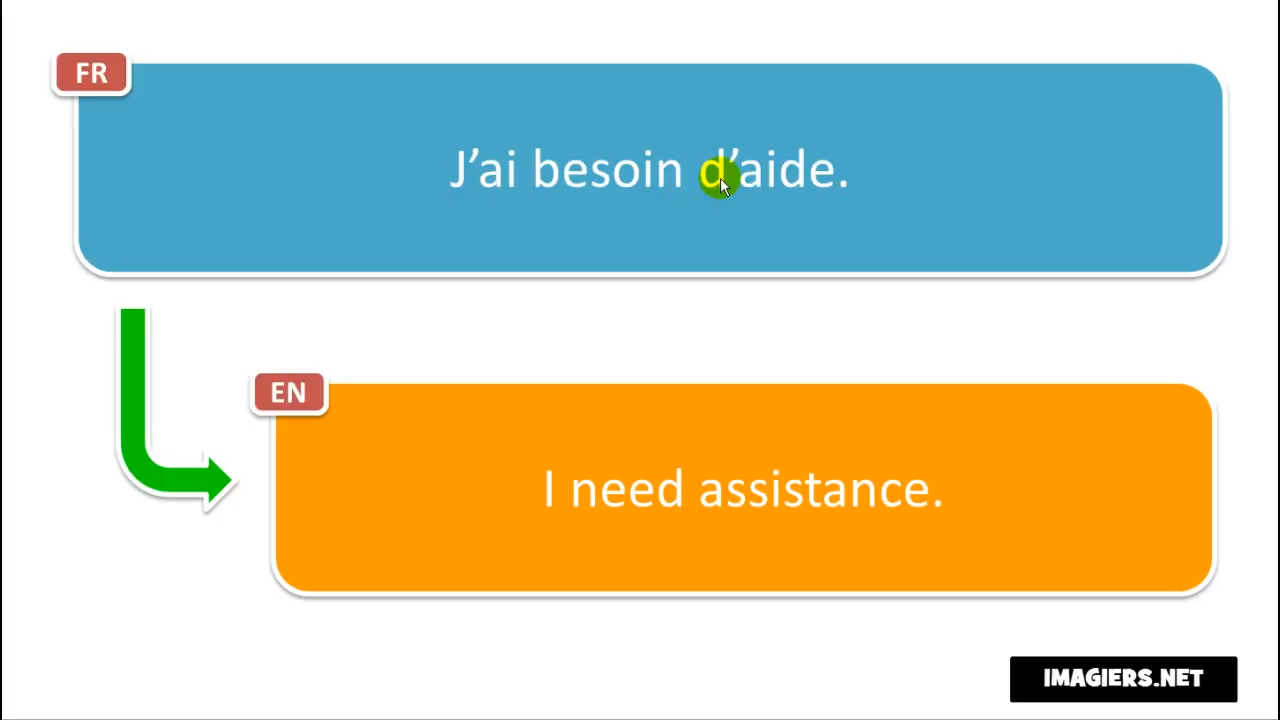 FR
J’ai besoin d’aide.
EN
I need assistance.
IMAGIERS.NET